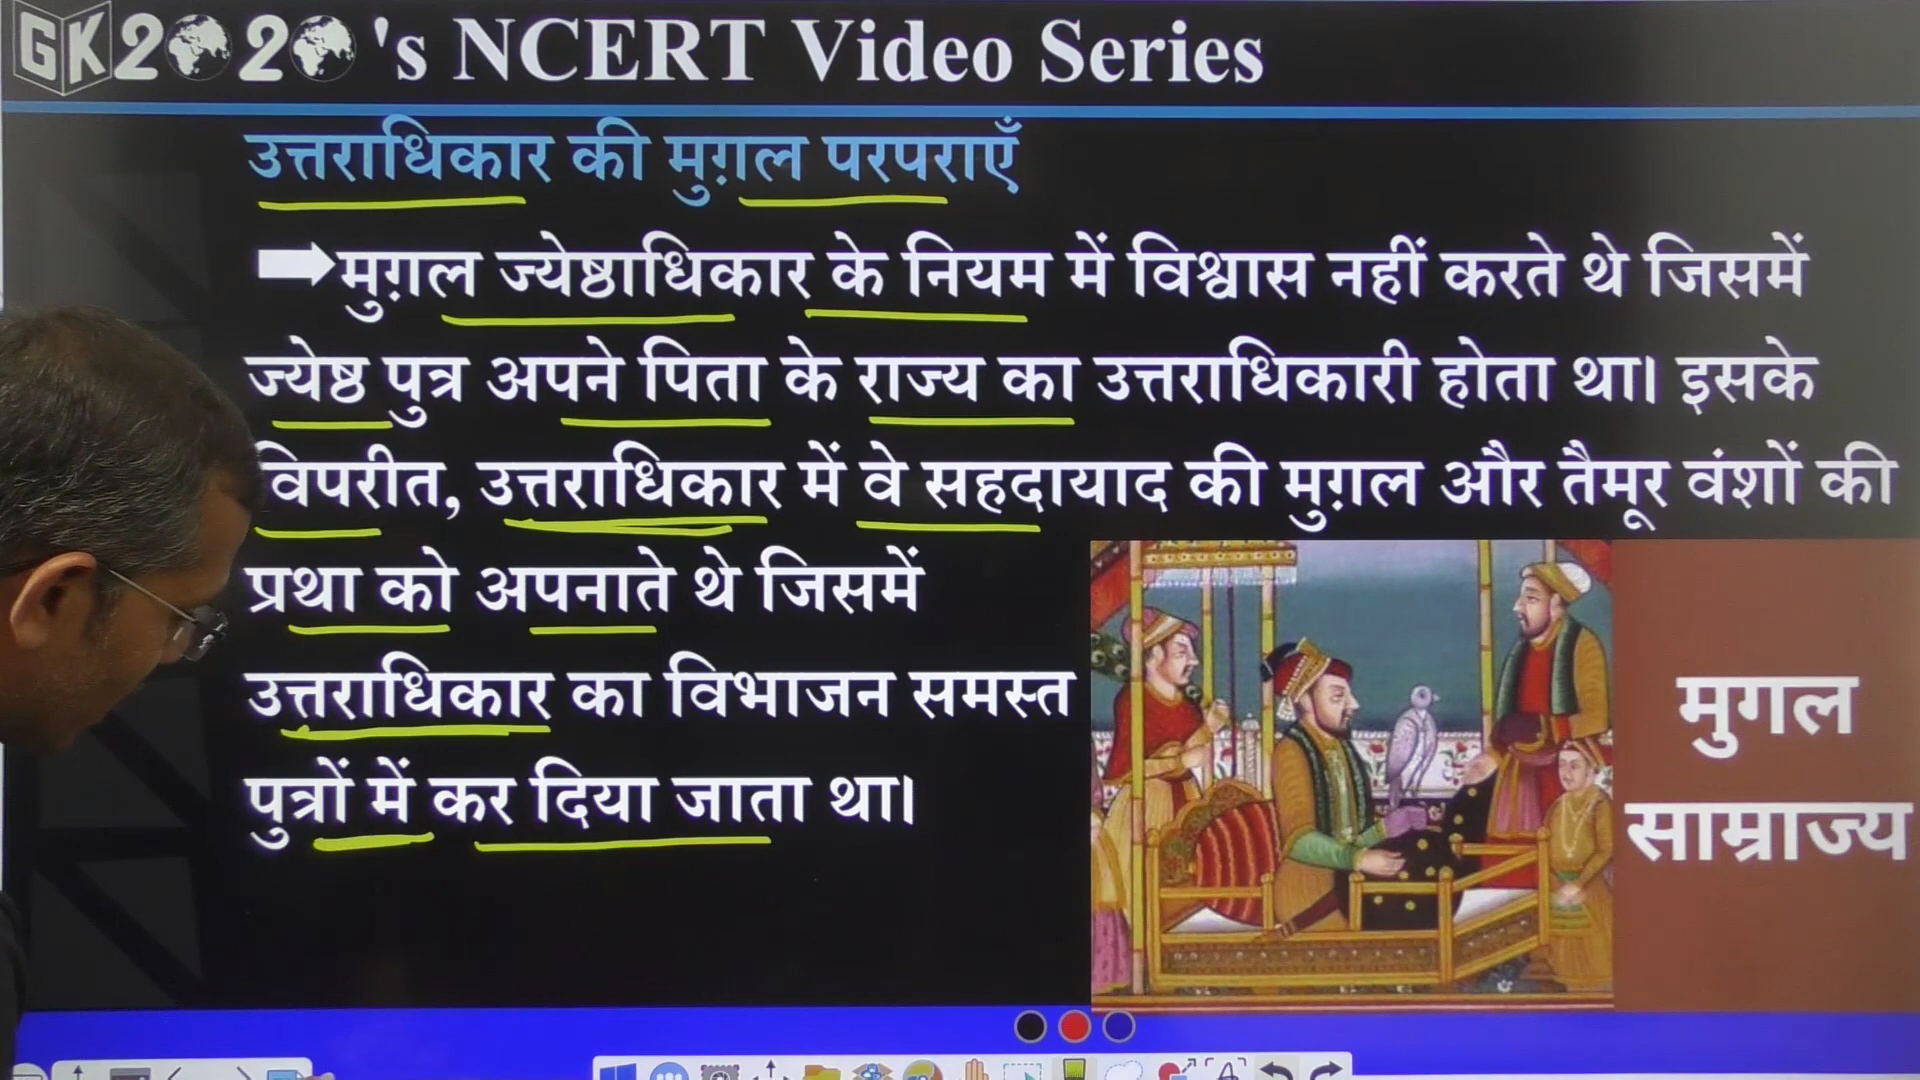 GK2020's NCERT Video Series
उत्तराधिकार की मुग़ल परपराएँ
मुग़ल ज्येष्ठाधिकार के नियम में विश्वास नहीं करते थे जिसमें
ज्येष्ठ पुत्र अपने पिता के राज्य का उत्तराधिकारी होता था। इसके
विपरीत, उत्तराधिकार में वे सहदायाद की मुग़ल और तैमूर वंशों की
प्रथा को अपनाते थे जिसमें
उत्तराधिकार का विभाजन समस्त
पुत्रों में कर दिया जाता था।
मुगल
साम्राज्य